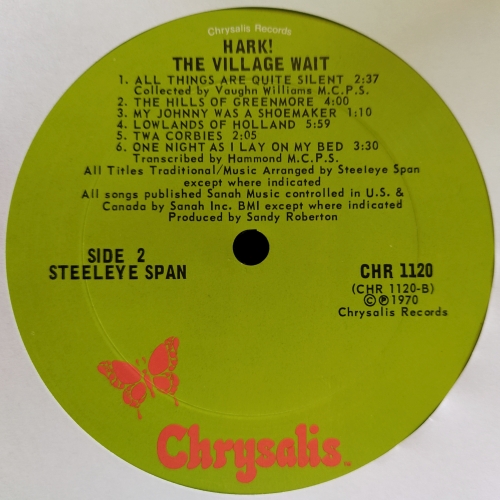 Chrysalis Records
HARK!
THE VILLAGE WAIT
1. ALL THINGS ARE QUITE SILENT 2:37
Collected by Vaughn Williams M.C.P.S.
2. THE HILLS OF GREENMORE 4:00
3. MY JOHNNY WAS A SHOEMAKER 1:10
4. LOWLANDS OF HOLLAND 5:59
5. TWA CORBIES 2:05
6. ONE NIGHT AS I LAY ON MY BED 3:30
Transcribed by Hammond M.C.P.S.
All Titles Traditional/Music Arranged by Steeleye Span
except where indicated
All songs published Sanah Music controlled in U.S. &
Canada by Sanah Inc. BMI except where indicated
Produced by Sandy Roberton
SIDE 2
STEELEYE SPAN
CHR 1120
(CHR 1120-B)
©℗1970
Chrysalis Records
Chrysalis™